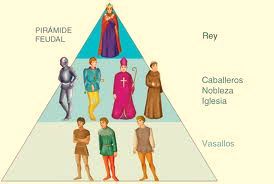 PIRÁMIDE
FEUDAL
Rey
Caballeros
Nobleza
Iglesia
Vasallos